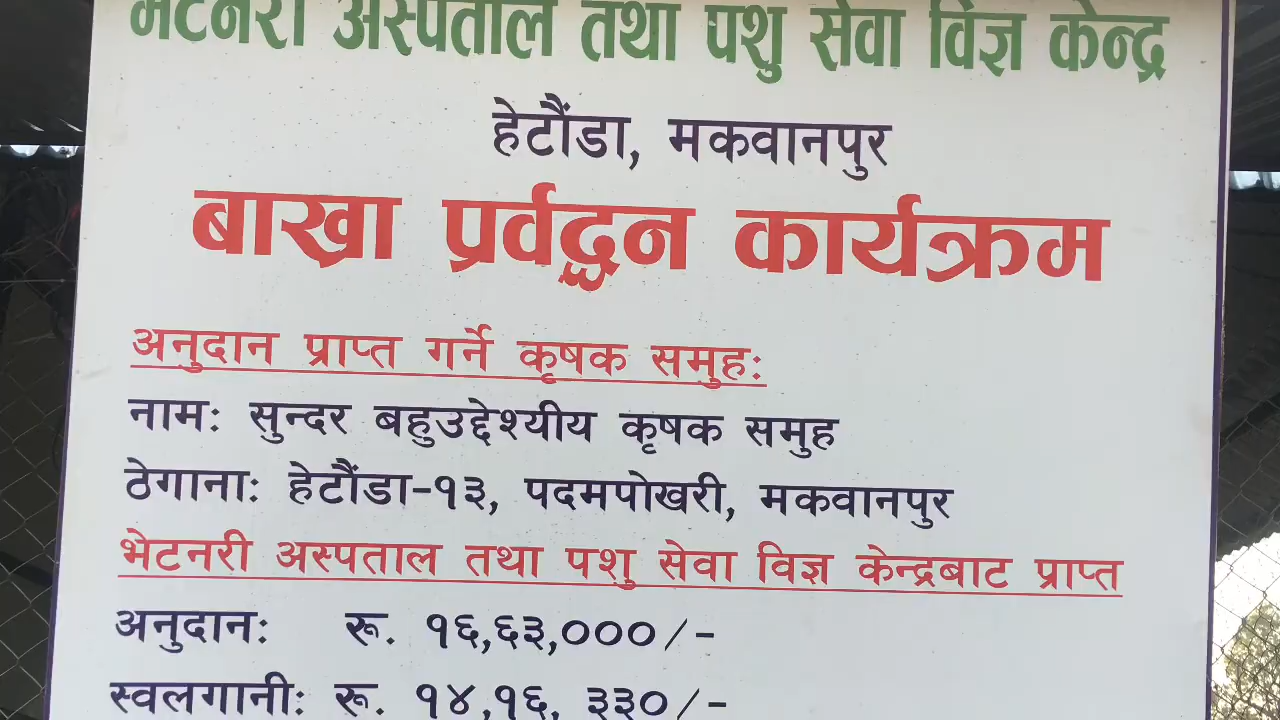 भेटनरी अस्पताल तथा पशु सेवा विज्ञ केन्द्र
हेटौंडा, मकवानपुर
बाख्रा प्रर्वद्धन कार्यक्रम
अनुदान प्राप्त गर्ने कृषक समुहः
नामः सुन्दर बहुउद्देश्यीय कृषक समुह
ठेगानाः हेटौंडा-१३, पदमपोखरी, मकवानपुर
भेटनरी अस्पताल तथा पशु सेवा विज्ञ केन्द्रबाट प्राप्त
अनुदानः रू. १६,६३,०००/-
स्वलगानीः रू. १४,१६, ३३०/-